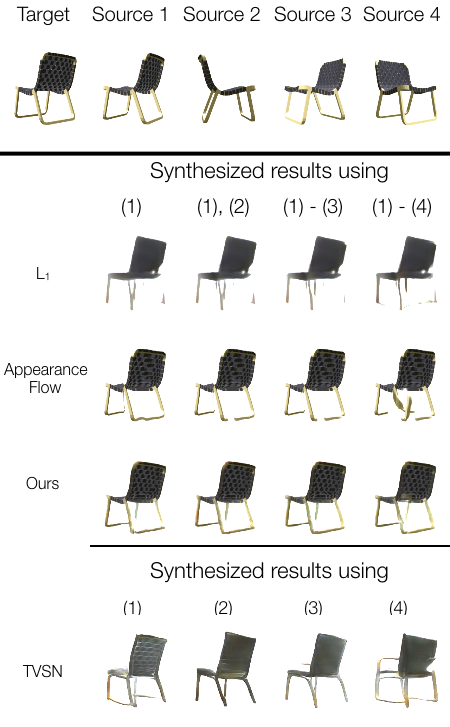 Target Source 1 Source 2 Source 3 Source 4
Synthesized results using
(1) (1), (2) (1) - (3) (1) - (4)
L₁
Appearance
Flow
Ours
Synthesized results using
(1) (2) (3) (4)
TVSN